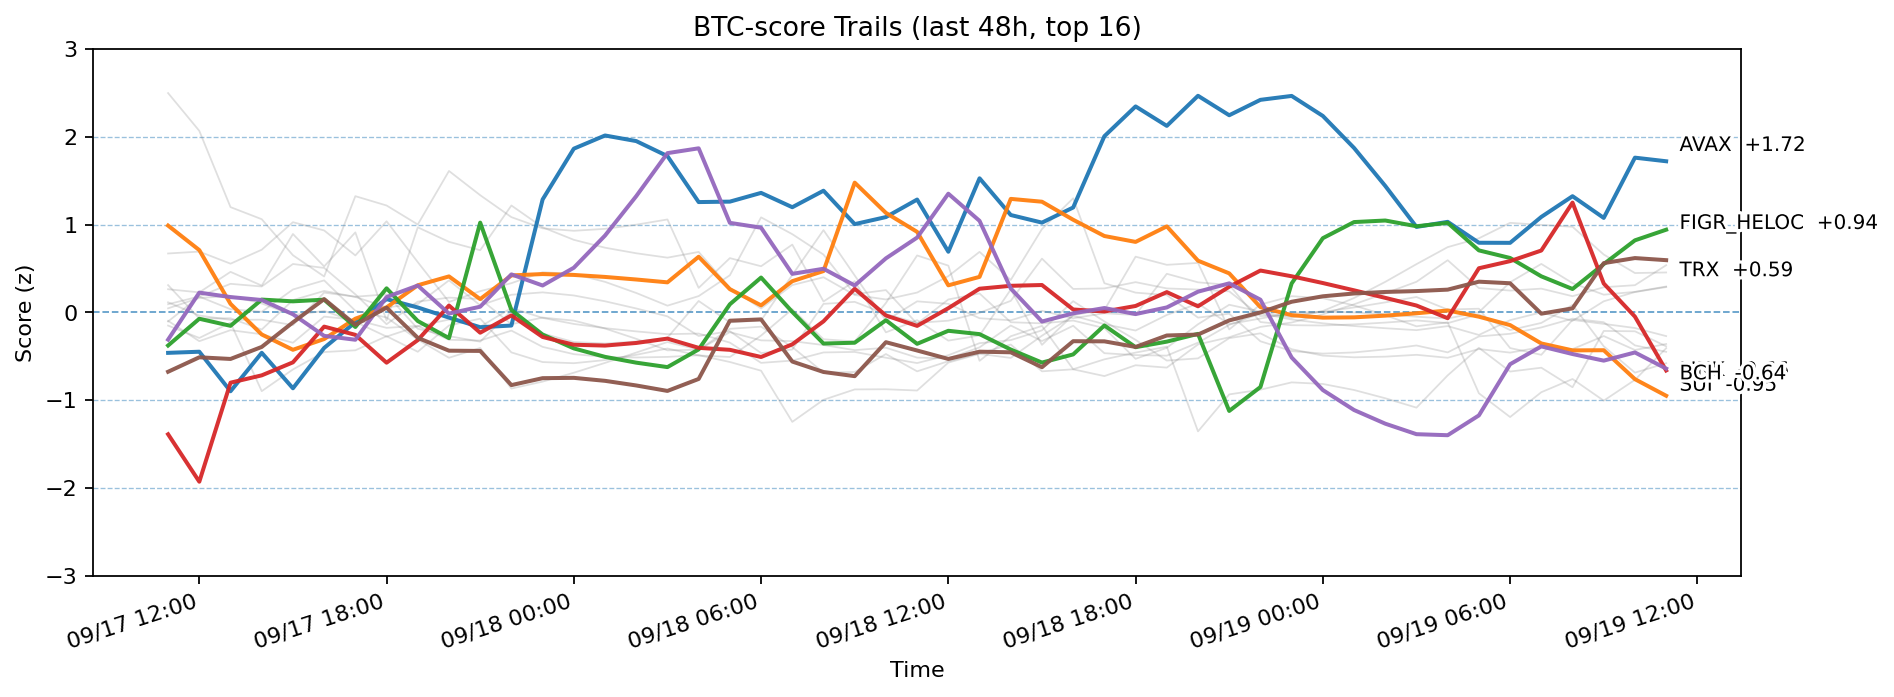 BTC-score Trails (last 48h, top 16)
Score (z)
3
2
1
0
−1
−2
−3
AVAX +1.72
FIGR_HELOC +0.94
TRX +0.59
BCH -0.64
SUI -0.95
09/17 12:00
09/17 18:00
09/18 00:00
09/18 06:00
09/18 12:00
09/18 18:00
09/19 00:00
09/19 06:00
09/19 12:00
Time